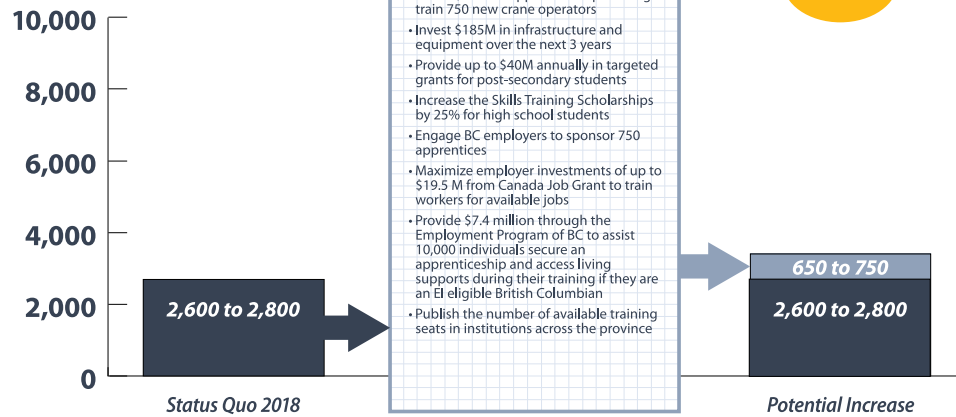 train 750 new crane operators
• Invest $185M in infrastructure and
equipment over the next 3 years
• Provide up to $40M annually in targeted
grants for post-secondary students
• Increase the Skills Training Scholarships
by 25% for high school students
• Engage BC employers to sponsor 750
apprentices
• Maximize employer investments of up to
$19.5 M from Canada Job Grant to train
workers for available jobs
• Provide $7.4 million through the
Employment Program of BC to assist
10,000 individuals secure an
apprenticeship and access living
supports during their training if they are
an EI eligible British Columbian
• Publish the number of available training
seats in institutions across the province
10,000
8,000
6,000
4,000
2,000
0
2,600 to 2,800
650 to 750
2,600 to 2,800
Status Quo 2018
Potential Increase